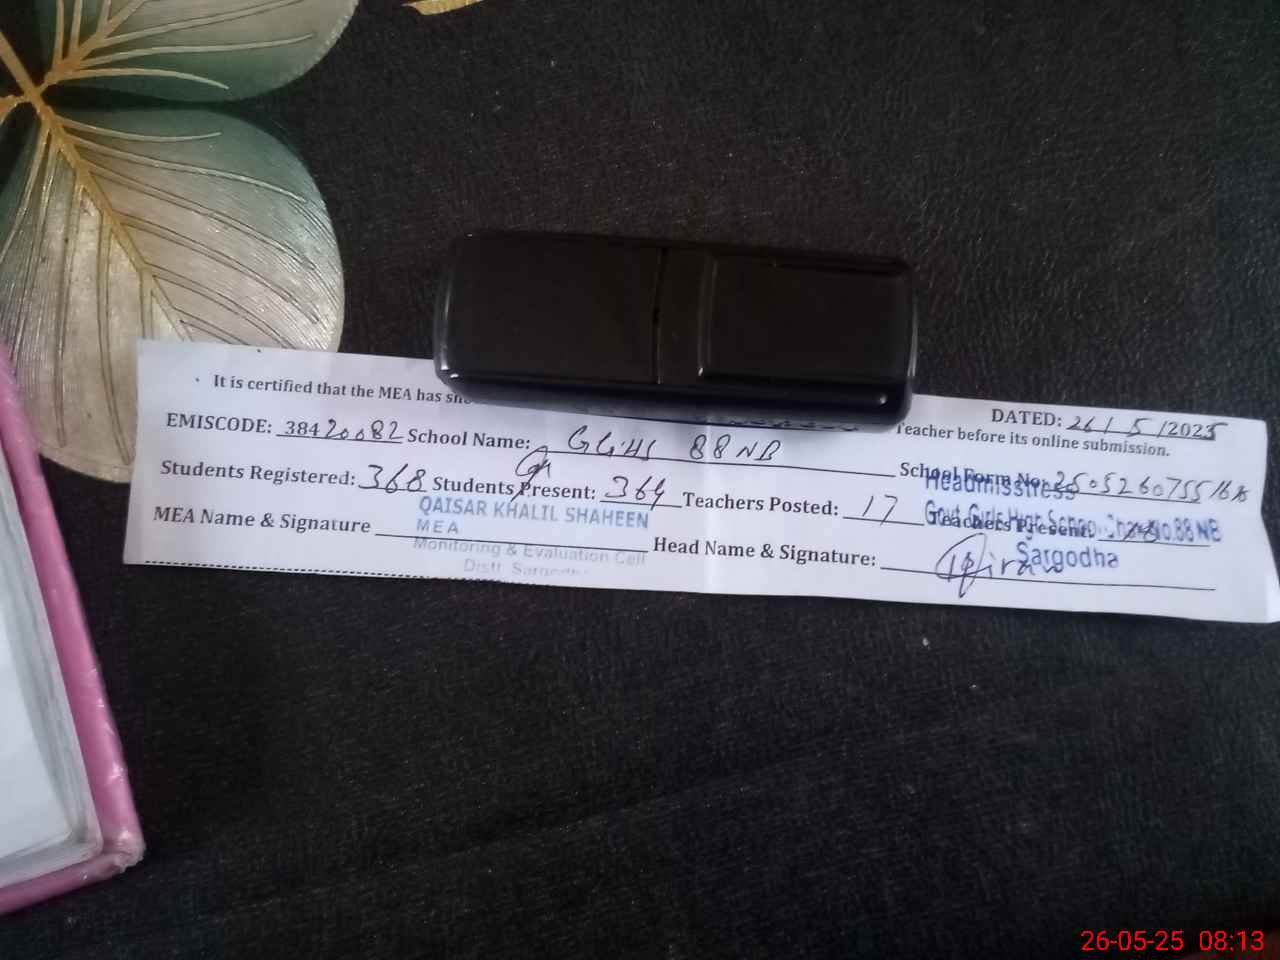 DATED: 26/5/2025
It is certified that the MEA has
Teacher before its online submission.
EMISCODE: 38420082 School Name: GGHS 88 NB
School Form No:
Students Registered: 368 Students Present: 364 Teachers Posted: 17 Teachers Present:
MEA Name & Signature
Head Name & Signature:
QAISAR KHALIL SHAHEEN
MEA
Monitoring & Evaluation Cell
Distt. Sargodha
Headmisstress
Govt. Girls High School Chak No.88 NB
Sargodha
26-05-25 08:13